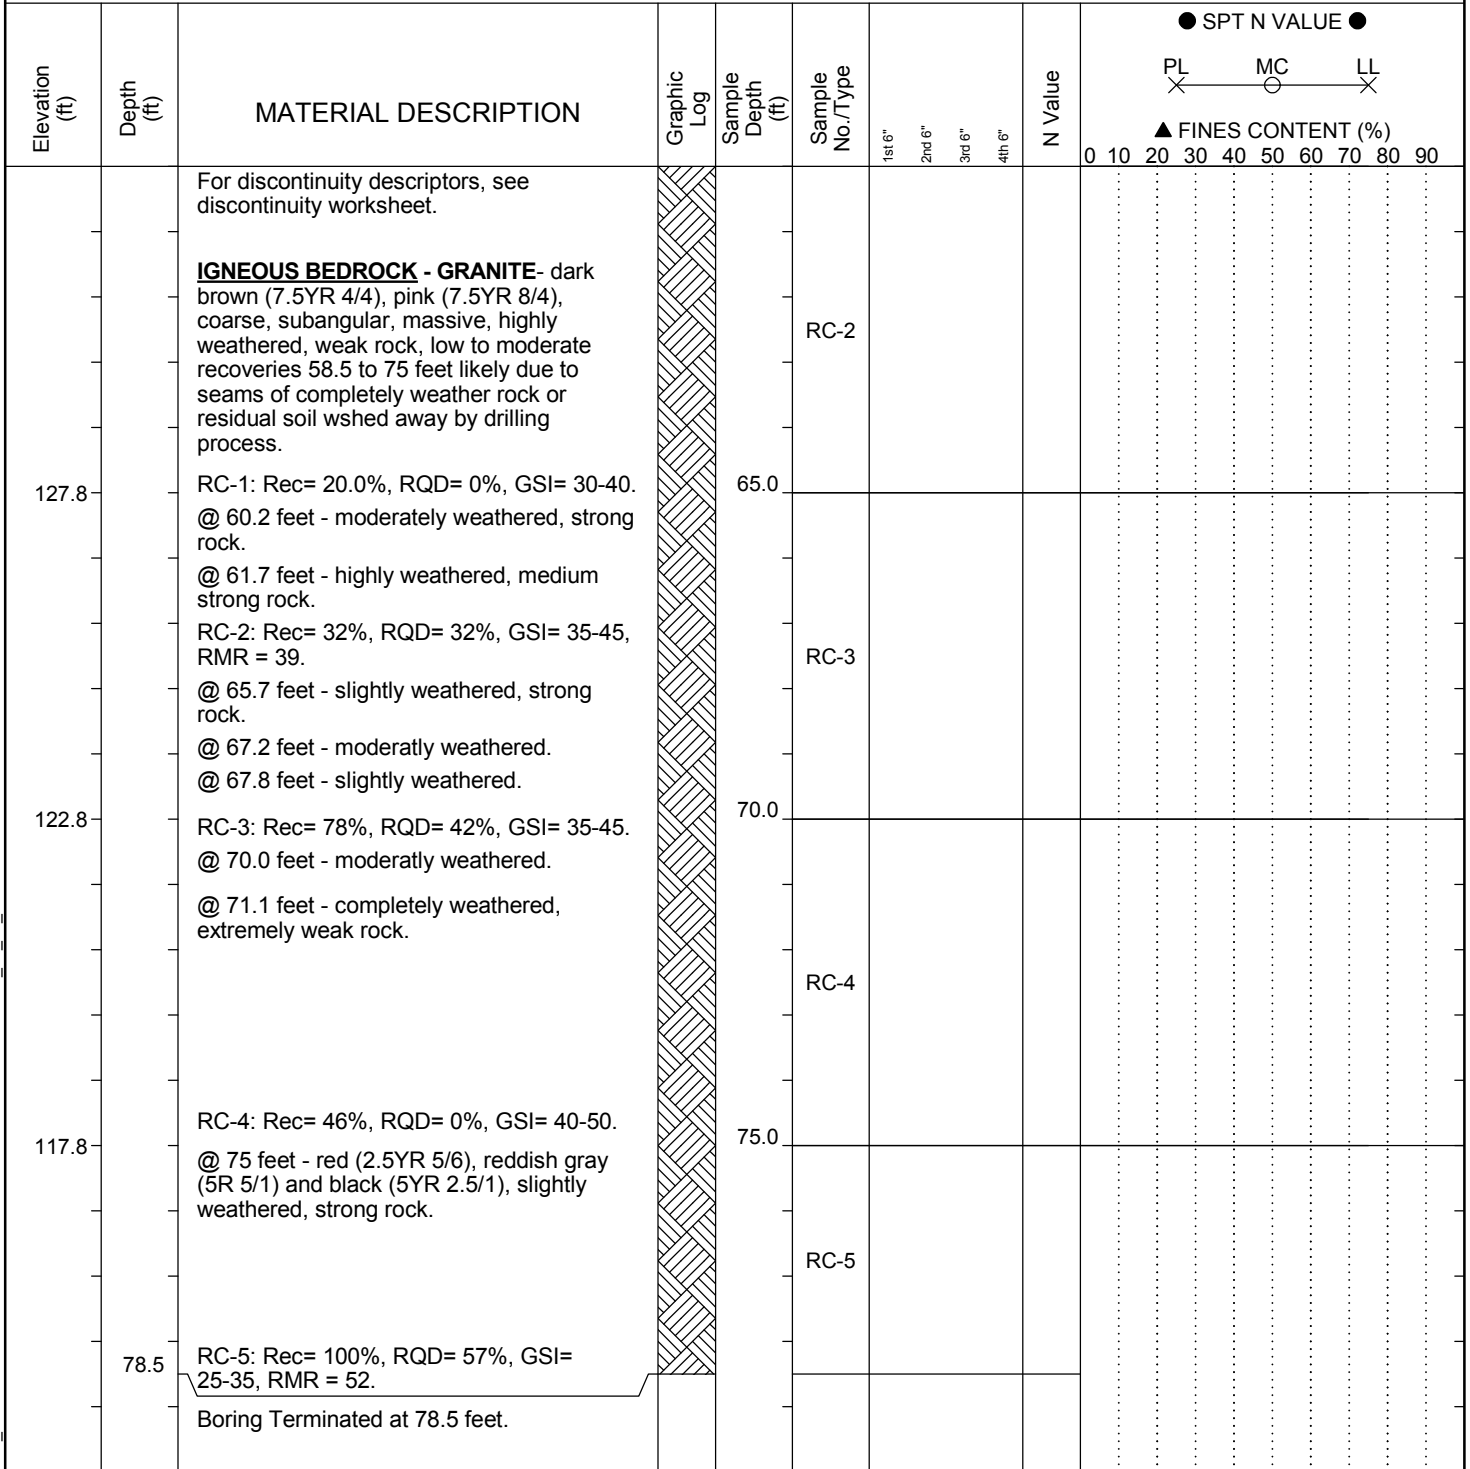 ● SPT N VALUE ●
PL MC LL
▲ FINES CONTENT (%)
0 10 20 30 40 50 60 70 80 90
Elevation
(ft)
Depth
(ft)
MATERIAL DESCRIPTION
Graphic
Log
Sample
Depth
(ft)
Sample
No./Type
1st 6"
2nd 6"
3rd 6"
4th 6"
N Value
For discontinuity descriptors, see
discontinuity worksheet.
IGNEOUS BEDROCK - GRANITE- dark
brown (7.5YR 4/4), pink (7.5YR 8/4),
coarse, subangular, massive, highly
weathered, weak rock, low to moderate
recoveries 58.5 to 75 feet likely due to
seams of completely weather rock or
residual soil wshed away by drilling
process.
RC-2
127.8
RC-1: Rec= 20.0%, RQD= 0%, GSI= 30-40.
65.0
@ 60.2 feet - moderately weathered, strong
rock.
@ 61.7 feet - highly weathered, medium
strong rock.
RC-2: Rec= 32%, RQD= 32%, GSI= 35-45,
RMR = 39.
RC-3
@ 65.7 feet - slightly weathered, strong
rock.
@ 67.2 feet - moderatly weathered.
@ 67.8 feet - slightly weathered.
122.8
70.0
RC-3: Rec= 78%, RQD= 42%, GSI= 35-45.
@ 70.0 feet - moderatly weathered.
@ 71.1 feet - completely weathered,
extremely weak rock.
RC-4
RC-4: Rec= 46%, RQD= 0%, GSI= 40-50.
117.8
75.0
@ 75 feet - red (2.5YR 5/6), reddish gray
(5R 5/1) and black (5YR 2.5/1), slightly
weathered, strong rock.
RC-5
78.5
RC-5: Rec= 100%, RQD= 57%, GSI=
25-35, RMR = 52.
Boring Terminated at 78.5 feet.